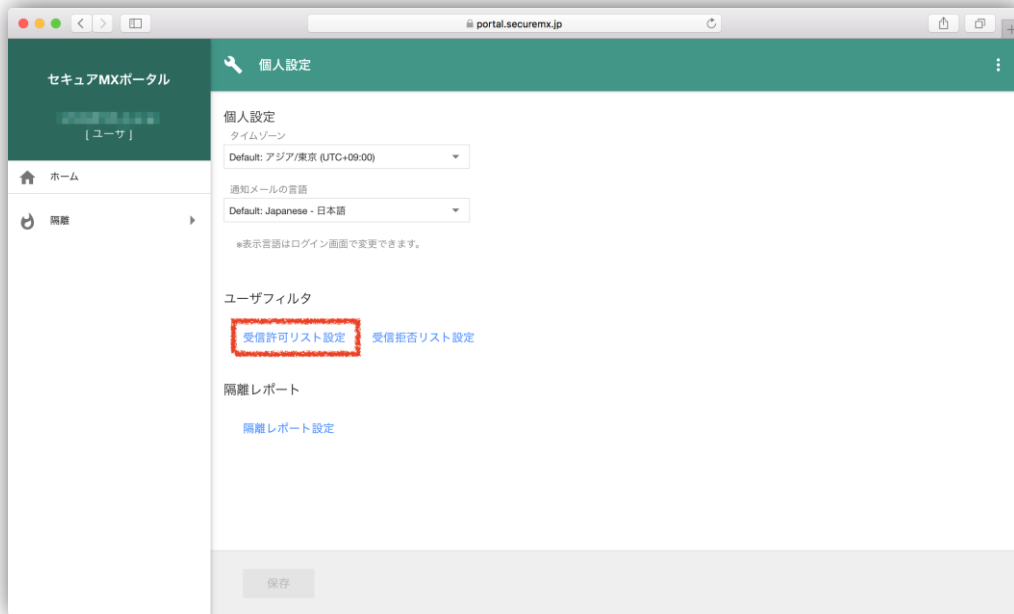 portal.securemx.jp
セキュアMXポータル
[ ユーザ ]
ホーム
隔離
個人設定
個人設定
タイムゾーン
Default: アジア/東京 (UTC+09:00)
通知メールの言語
Default: Japanese - 日本語
※表示言語はログイン画面で変更できます。
ユーザフィルタ
受信許可リスト設定 受信拒否リスト設定
隔離レポート
隔離レポート設定
保存